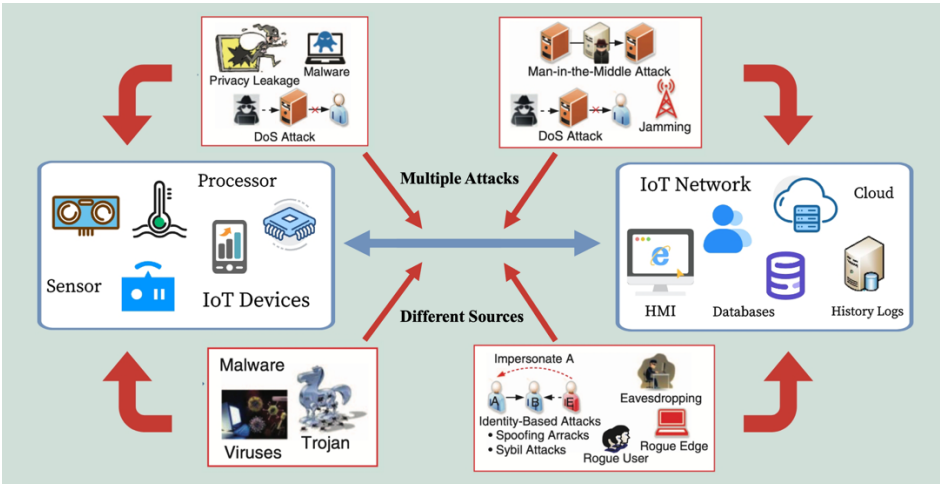 Privacy Leakage
Malware
DoS Attack
Man-in-the-Middle Attack
DoS Attack
Jamming
Multiple Attacks
Processor
Sensor
IoT Devices
IoT Network
Cloud
HMI
Databases
History Logs
Different Sources
Malware
Viruses
Trojan
Impersonate A
A
B
E
Identity-Based Attacks
• Spoofing Arracks
• Sybil Attacks
Eavesdropping
Rogue User
Rogue Edge